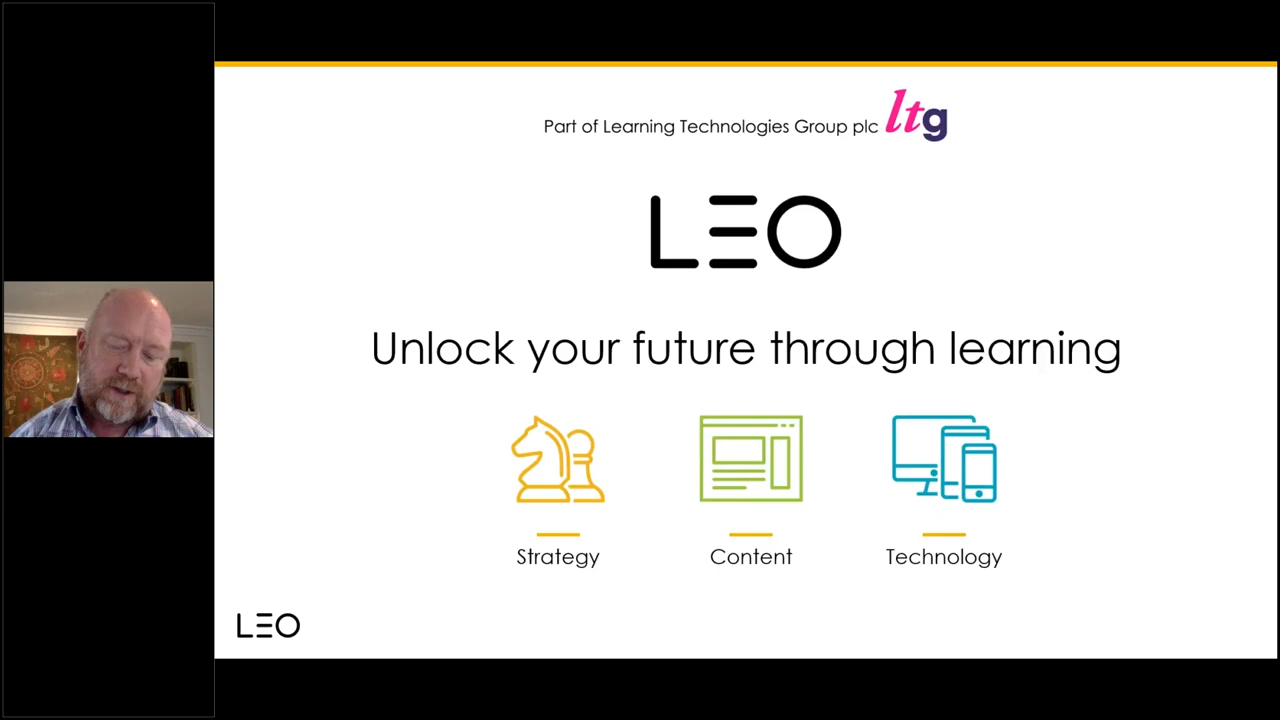 Part of Learning Technologies Group plc ltg
LEO
Unlock your future through learning
Strategy Content Technology
LEO